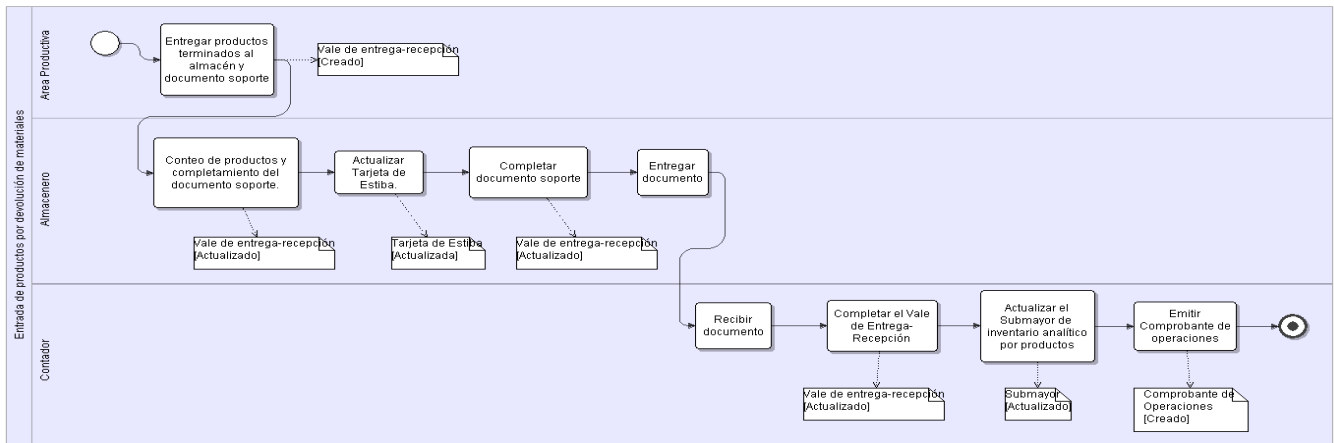 Entrada de productos por devolución de materiales
Area Productiva
Entregar productos
terminados al
almacén y
documento soporte
Vale de entrega-recepción
[Creado]
Almacenero
Conteo de productos y
completamiento del
documento soporte.
Actualizar
Tarjeta de
Estiba.
Completar
documento soporte
Entregar
documento
Vale de entrega-recepción
[Actualizado]
Tarjeta de Estiba
[Actualizada]
Vale de entrega-recepción
[Actualizado]
Contador
Recibir
documento
Completar el Vale
de Entrega-
Recepción
Actualizar el
Submayor de
inventario analítico
por productos
Emitir
Comprobante de
operaciones
Vale de entrega-recepción
[Actualizado]
Submayor
[Actualizado]
Comprobante de
Operaciones
[Creado]